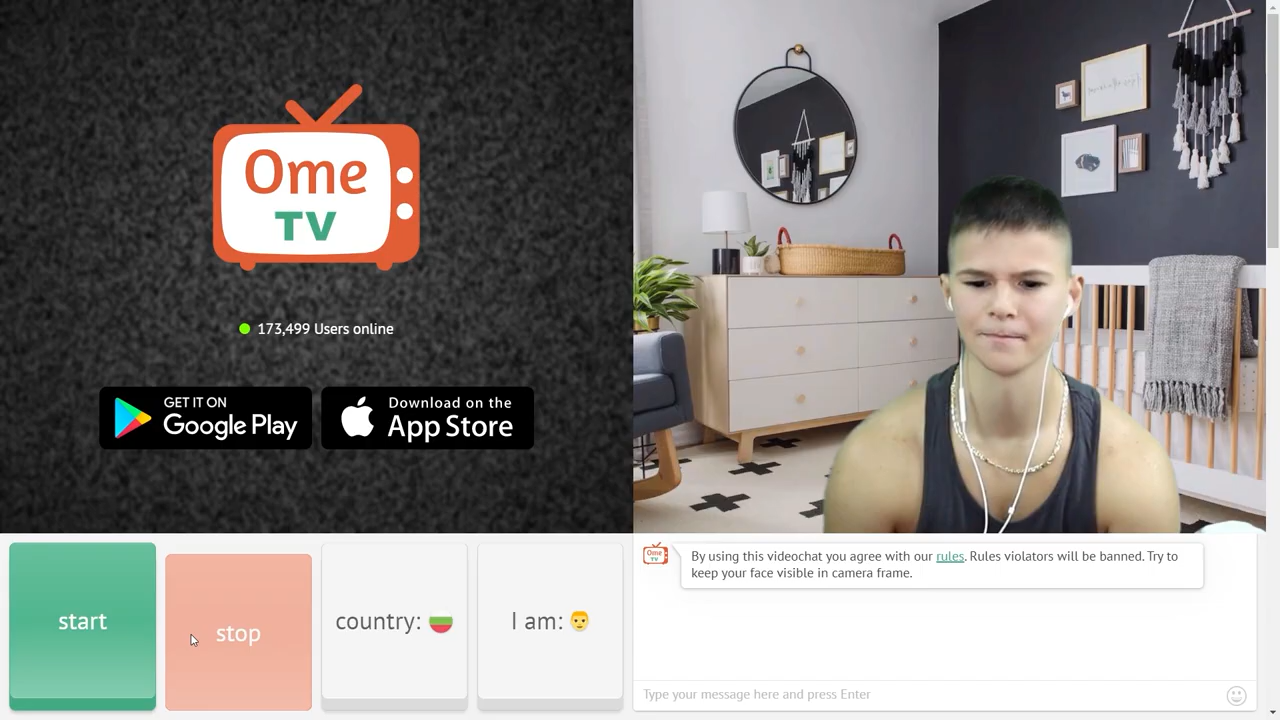 Ome
TV
173,499 Users online
GET IT ON
Google Play
Download on the
App Store
start
stop
country:
I am:
Ome
TV
By using this videochat you agree with our rules. Rules violators will be banned. Try to
keep your face visible in camera frame.
Type your message here and press Enter